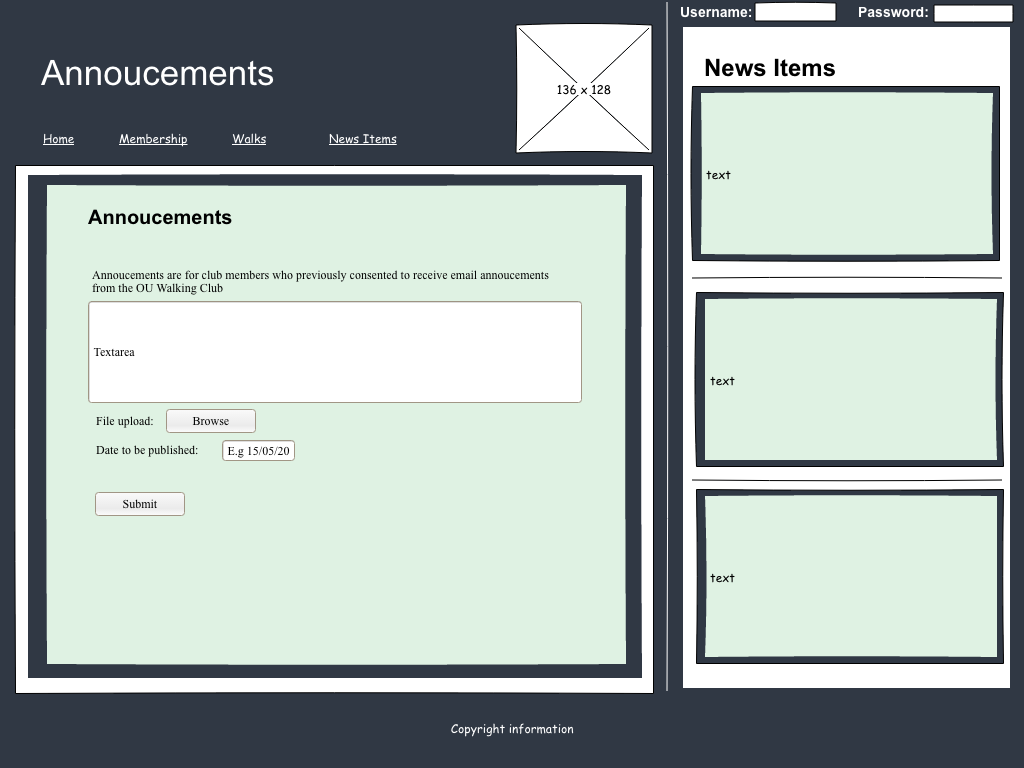 Username:
Password:
Annoucements
136 x 128
Home
Membership
Walks
News Items
Annoucements
Annoucements are for club members who previously consented to receive email annoucements
from the OU Walking Club
Textarea
File upload:
Browse
Date to be published:
E.g 15/05/20
Submit
News Items
text
text
text
Copyright information